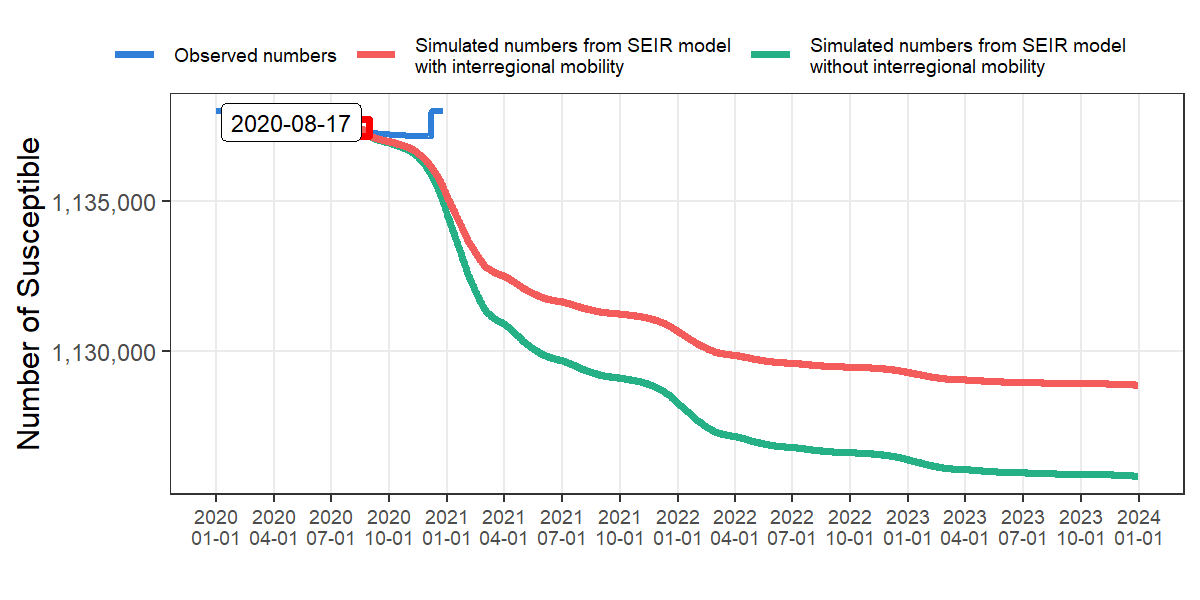 Observed numbers
Simulated numbers from SEIR model
with interregional mobility
Simulated numbers from SEIR model
without interregional mobility
Number of Susceptible
2020-08-17
1,135,000
1,130,000
2020 2020 2020 2020 2021 2021 2021 2021 2022 2022 2022 2022 2023 2023 2023 2023 2024
01-01 04-01 07-01 10-01 01-01 04-01 07-01 10-01 01-01 04-01 07-01 10-01 01-01 04-01 07-01 10-01 01-01